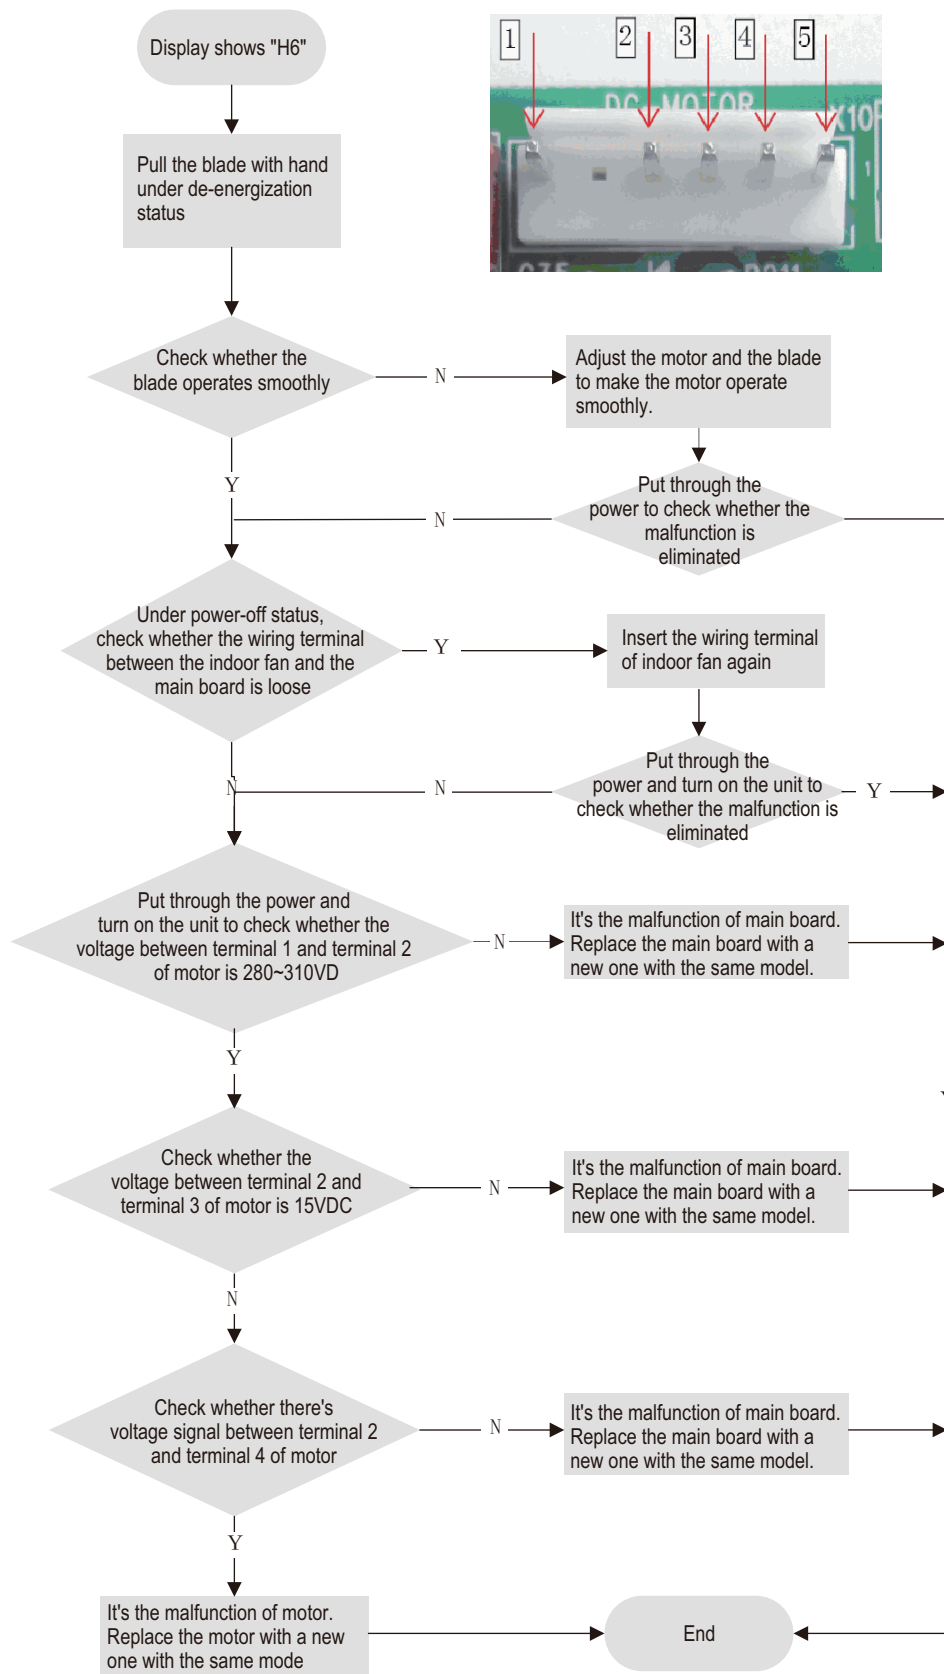 Display shows "H6"
1
2
3
4
5
DC MOTOR
Pull the blade with hand
under de-energization
status
Check whether the
blade operates smoothly
N
Adjust the motor and the blade
to make the motor operate
smoothly.
Y
Put through the
power to check whether the
malfunction is
eliminated
N
Under power-off status,
check whether the wiring terminal
between the indoor fan and the
main board is loose
Y
Insert the wiring terminal
of indoor fan again
N
Put through the
power and turn on the unit to
check whether the malfunction is
eliminated
N
Y
Put through the power and
turn on the unit to check whether the
voltage between terminal 1 and terminal 2
of motor is 280~310VD
N
It's the malfunction of main board.
Replace the main board with a
new one with the same model.
Y
Check whether the
voltage between terminal 2 and
terminal 3 of motor is 15VDC
N
It's the malfunction of main board.
Replace the main board with a
new one with the same model.
N
Check whether there's
voltage signal between terminal 2
and terminal 4 of motor
N
It's the malfunction of main board.
Replace the main board with a
new one with the same model.
Y
It's the malfunction of motor.
Replace the motor with a new
one with the same mode
End